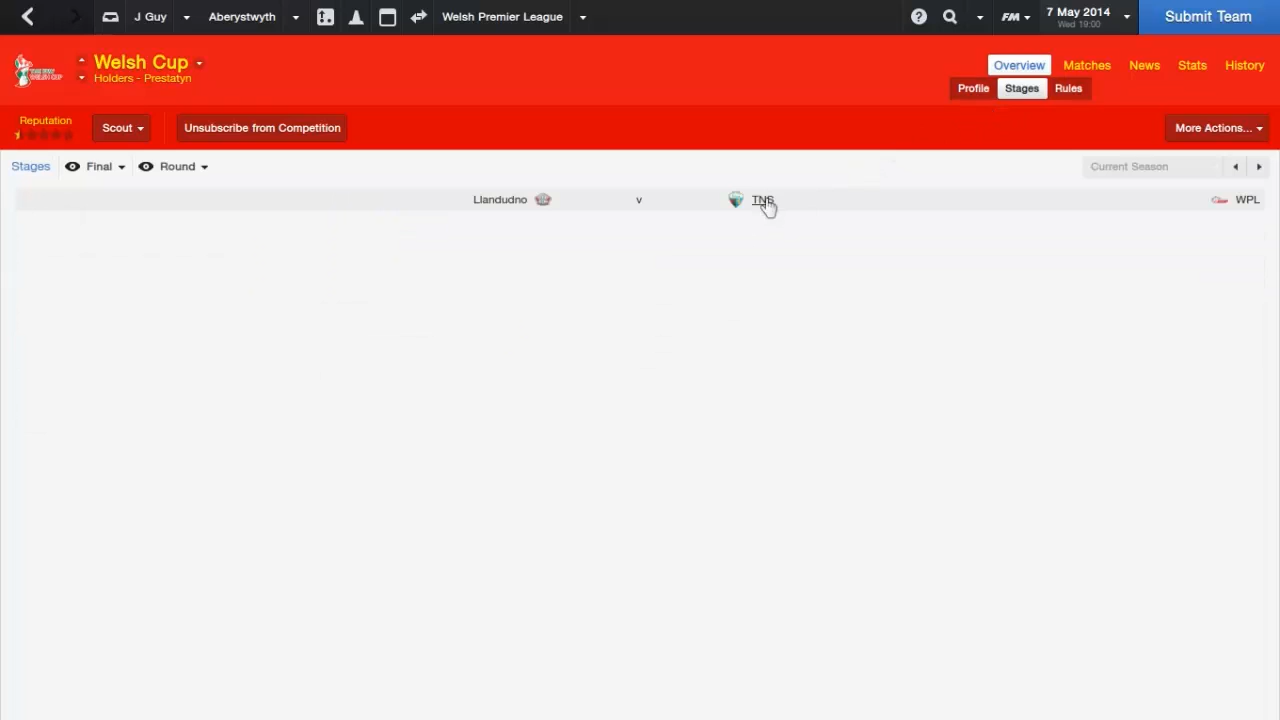 J Guy
Aberystwyth
Welsh Premier League
FM
7 May 2014
Wed 19:00
Submit Team
Welsh Cup
Holders - Prestatyn
Overview
Matches
News
Stats
History
Profile
Stages
Rules
Reputation
Scout
Unsubscribe from Competition
More Actions...
Stages
Final
Round
Current Season
Llandudno v TNS WPL